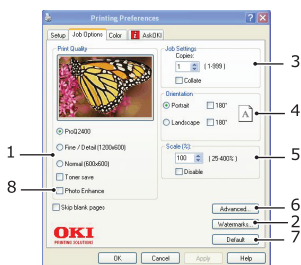 Printing Preferences
Setup Job Options Color AskOKI
Print Quality
ProQ2400
Fine / Detail (1200x600)
Normal (600x600)
Toner save
Photo Enhance
Skip blank pages
OKI
PRINTING SOLUTIONS
Job Settings
Copies:
1 (1-999)
Collate
Orientation
Portrait 180°
Landscape 180°
A
Scale (%):
100 (25-400%)
Disable
Advanced...
Watermarks...
Default
OK Cancel Apply Help
1
8
3
4
5
6
2
7